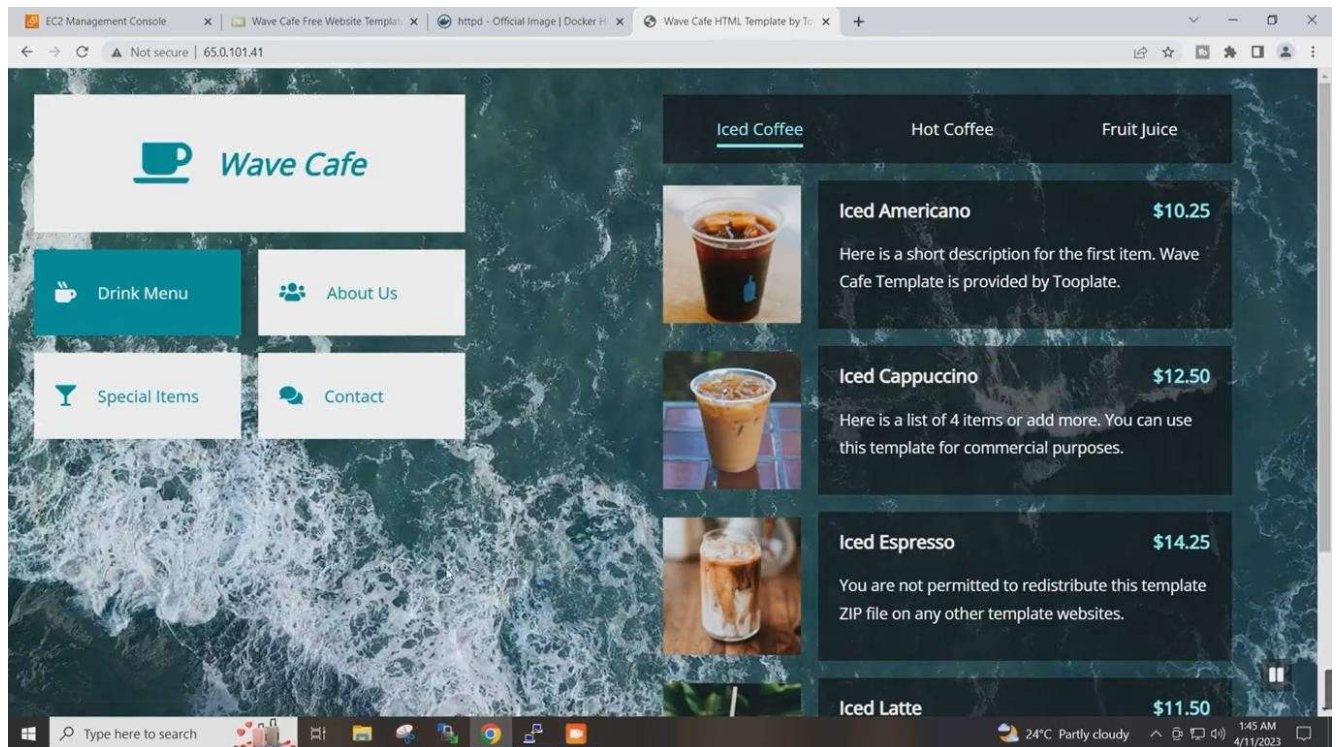 EC2 Management Console
Wave Cafe Free Website Templat
httpd - Official Image | Docker H
Wave Cafe HTML Template by To
Not secure | 65.0.101.41
Wave Cafe
Drink Menu
About Us
Special Items
Contact
Iced Coffee
Hot Coffee
Fruit Juice
Iced Americano
$10.25
Here is a short description for the first item. Wave
Cafe Template is provided by Tooplate.
Iced Cappuccino
$12.50
Here is a list of 4 items or add more. You can use
this template for commercial purposes.
Iced Espresso
$14.25
You are not permitted to redistribute this template
ZIP file on any other template websites.
Iced Latte
$11.50
Type here to search
24°C Partly cloudy
1:45 AM
4/11/2023